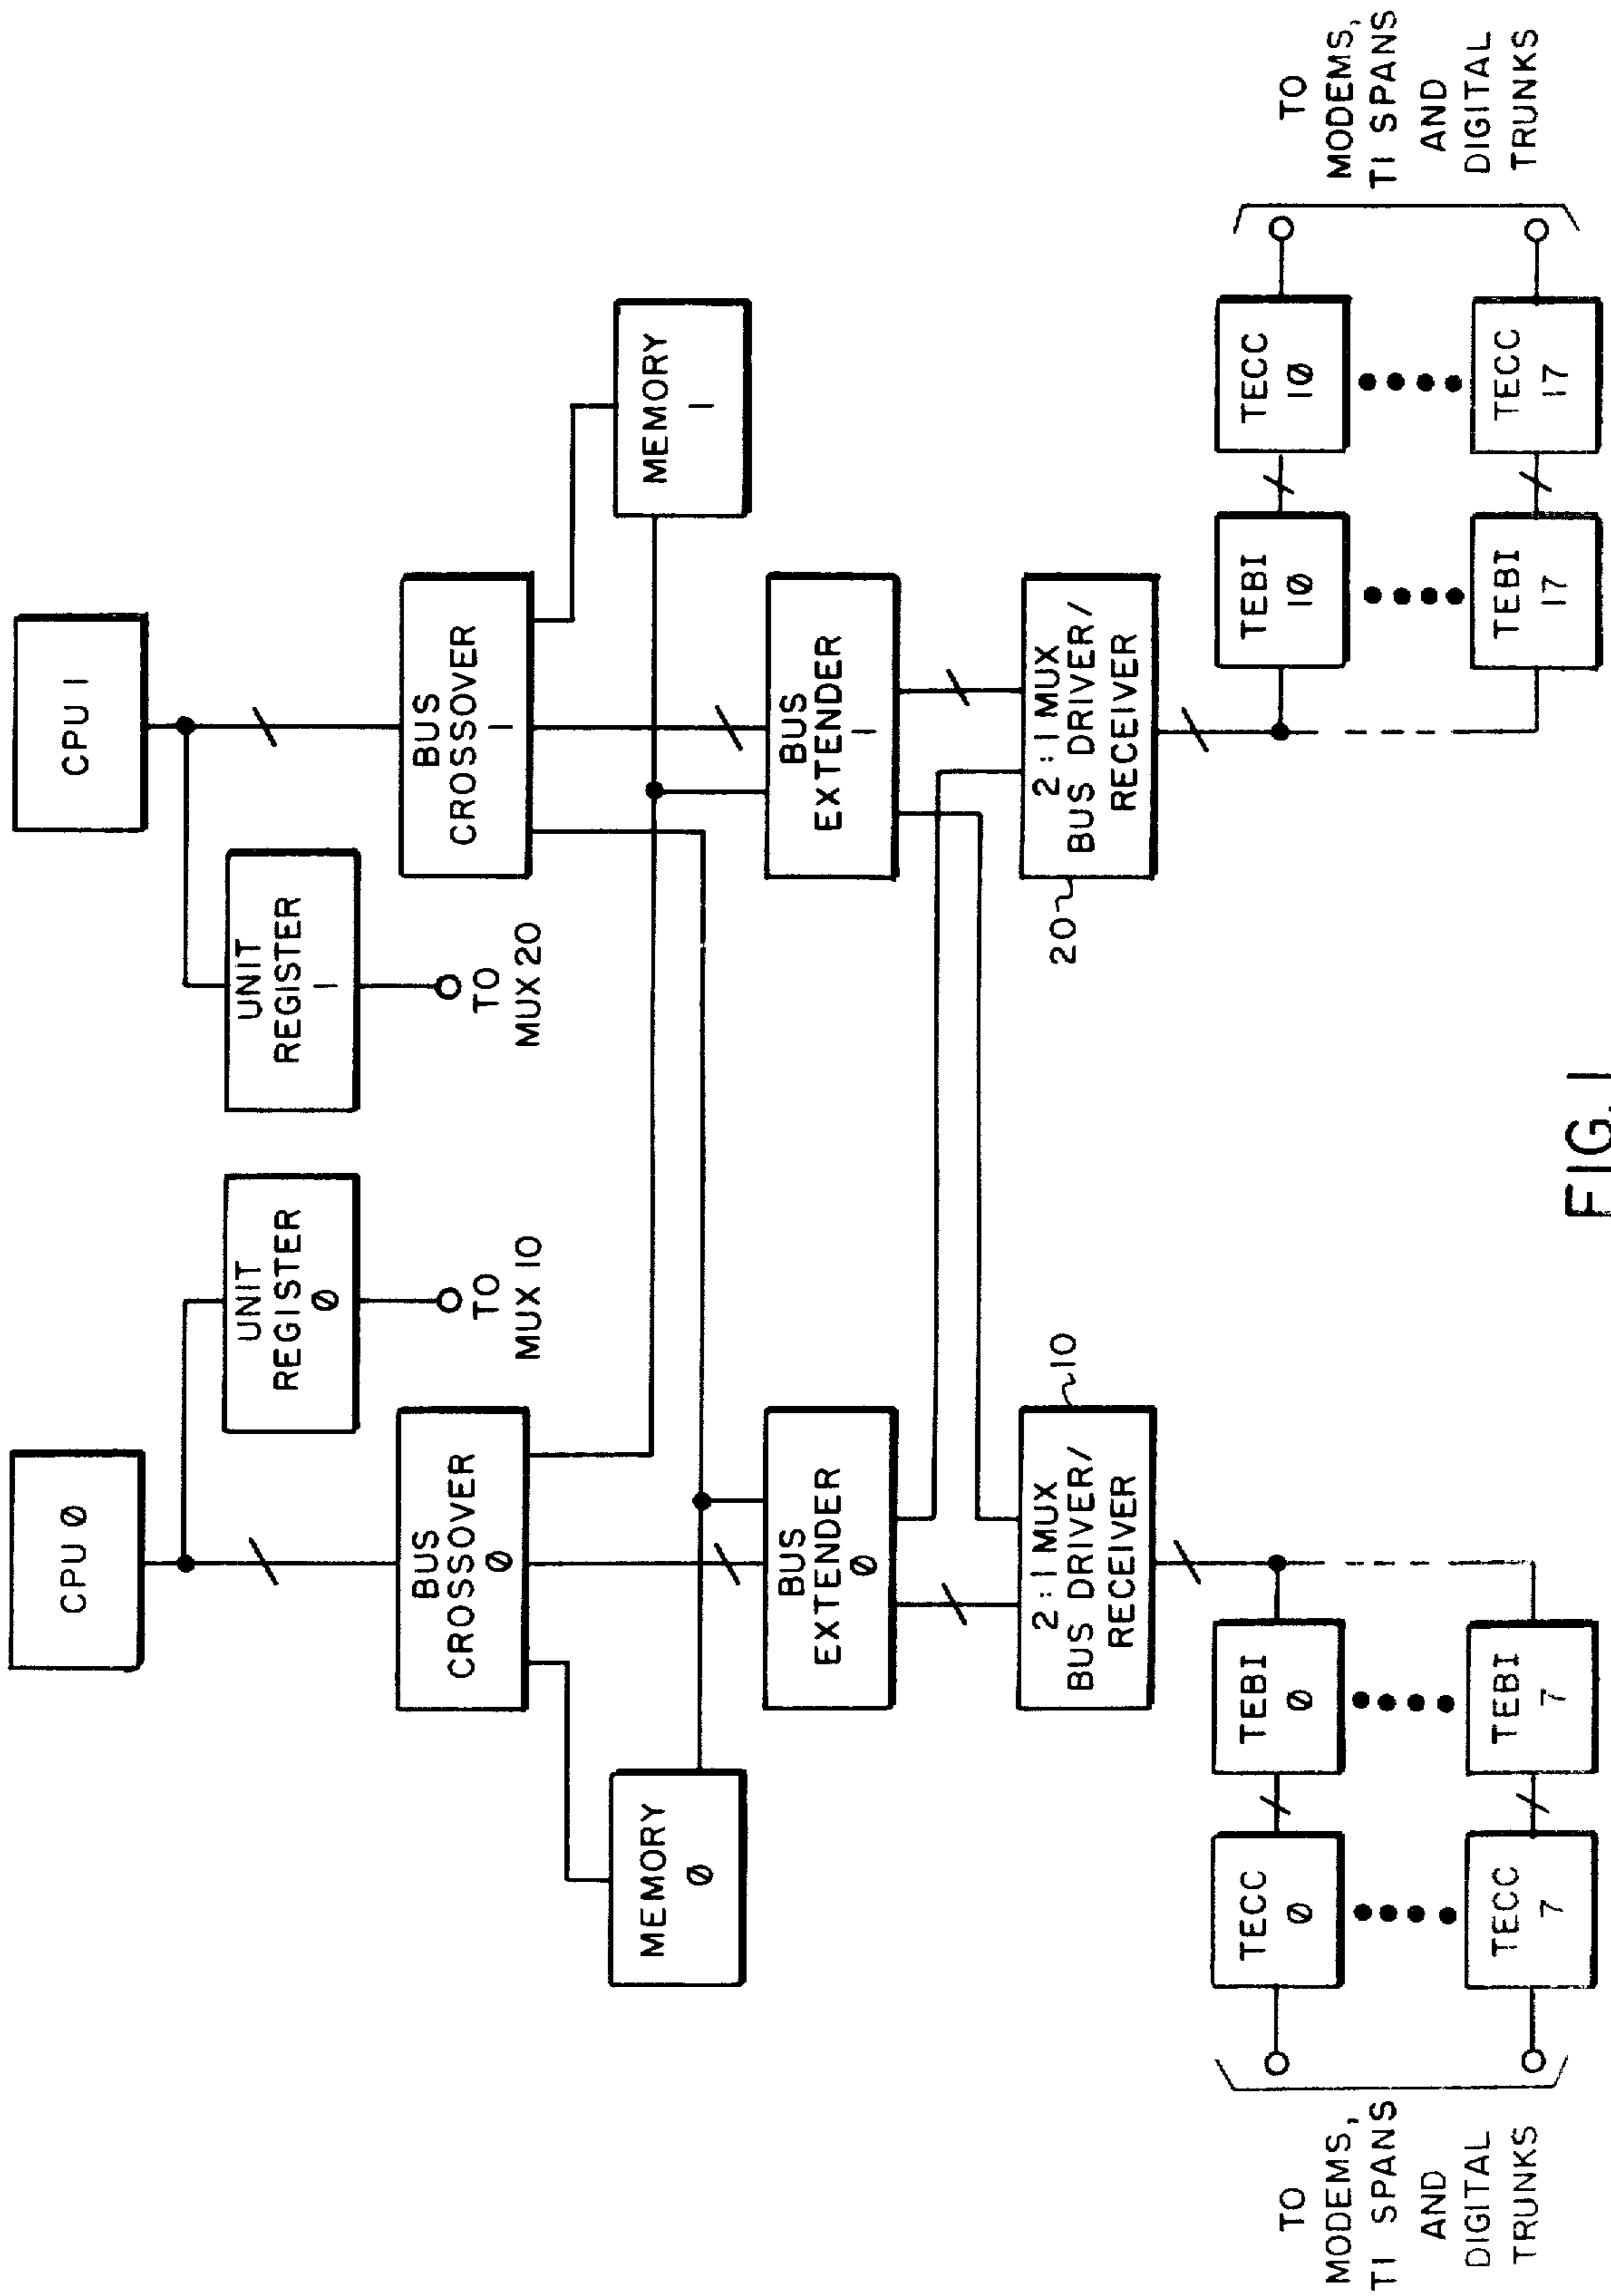 CPU Ø
CPU 1
UNIT
REGISTER
Ø
UNIT
REGISTER
1
TO
MUX 10
TO
MUX 20
BUS
CROSSOVER
Ø
BUS
CROSSOVER
1
MEMORY
Ø
MEMORY
1
BUS
EXTENDER
Ø
BUS
EXTENDER
1
2:1 MUX
BUS DRIVER/
RECEIVER
10
2:1 MUX
BUS DRIVER/
RECEIVER
20
TO
MODEMS,
T1 SPANS
AND
DIGITAL
TRUNKS
TECC
Ø
TEBI
Ø
TECC
7
TEBI
7
TEBI
1Ø
TECC
1Ø
TEBI
17
TECC
17
TO
MODEMS,
T1 SPANS
AND
DIGITAL
TRUNKS
FIG. 1